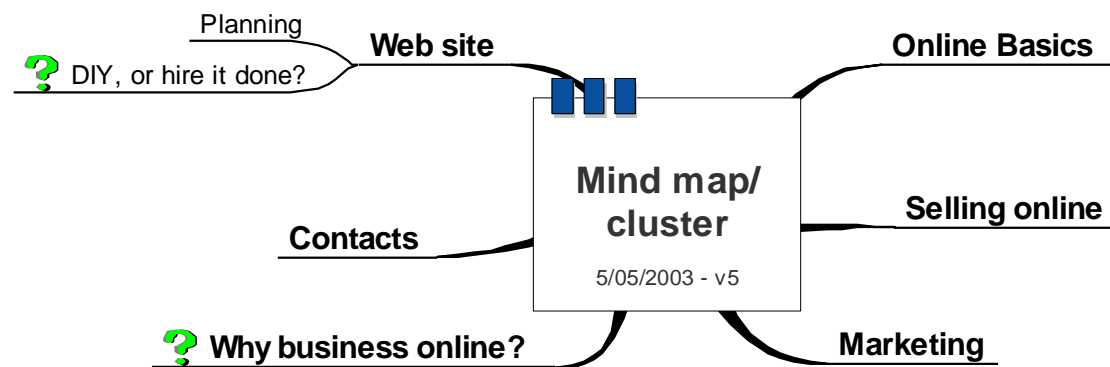 Planning
DIY, or hire it done?
Web site
Online Basics
Mind map/
cluster
5/05/2003 - v5
Selling online
Contacts
Why business online?
Marketing